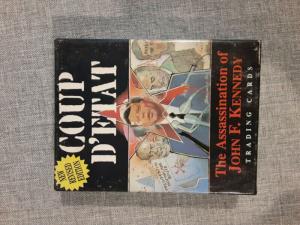 COUP
D'ETAT
NEW
REVISED
EDITION
The Assassination of
JOHN F. KENNEDY
TRADING CARDS